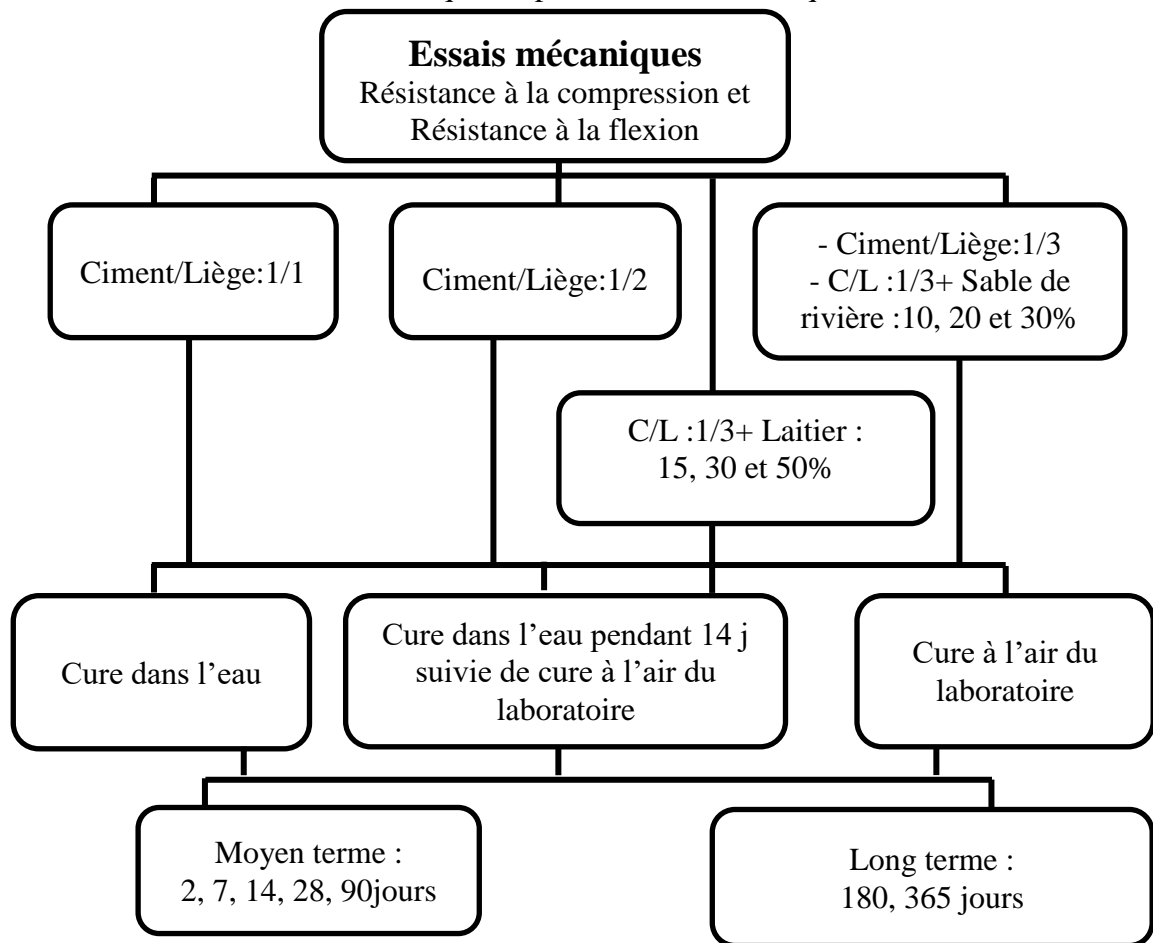 Essais mécaniques
Résistance à la compression et
Résistance à la flexion
Ciment/Liège:1/1
Ciment/Liège:1/2
- Ciment/Liège:1/3
- C/L :1/3+ Sable de
rivière :10, 20 et 30%
C/L :1/3+ Laitier :
15, 30 et 50%
Cure dans l’eau
Cure dans l’eau pendant 14 j
suivie de cure à l’air du
laboratoire
Cure à l’air du
laboratoire
Moyen terme :
2, 7, 14, 28, 90jours
Long terme :
180, 365 jours